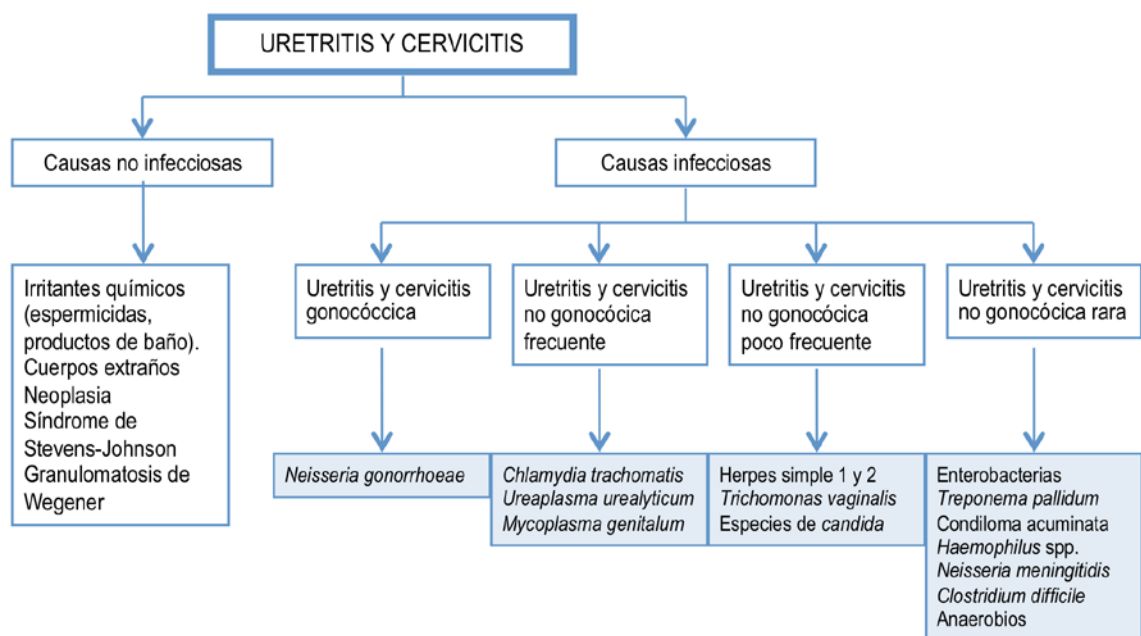 URETRITIS Y CERVICITIS
Causas no infecciosas
Causas infecciosas
Irritantes químicos
(espermicidas,
productos de baño).
Cuerpos extraños
Neoplasia
Síndrome de
Stevens-Johnson
Granulomatosis de
Wegener
Uretritis y cervicitis
gonocóccica
Uretritis y cervicitis
no gonocócica
frecuente
Uretritis y cervicitis
no gonocócica
poco frecuente
Uretritis y cervicitis
no gonocócica rara
Neisseria gonorrhoeae
Chlamydia trachomatis
Ureaplasma urealyticum
Mycoplasma genitalum
Herpes simple 1 y 2
Trichomonas vaginalis
Especies de candida
Enterobacterias
Treponema pallidum
Condiloma acuminata
Haemophilus spp.
Neisseria meningitidis
Clostridium difficile
Anaerobios